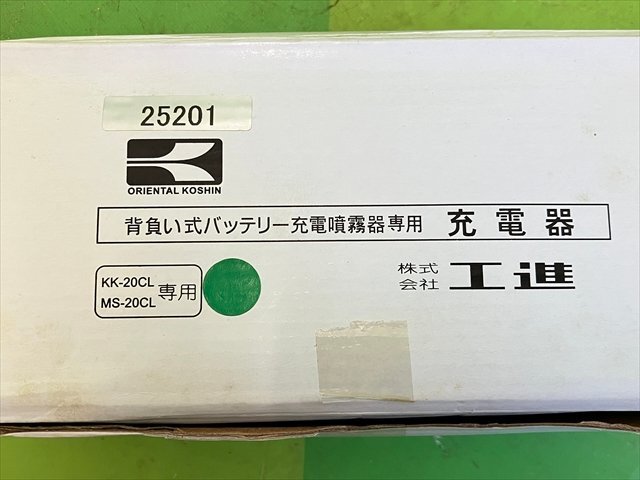 25201
ORIENTAL KOSHIN
背負い式バッテリー充電噴霧器専用 充電器
KK-20CL
MS-20CL 専用
株式会社 工進